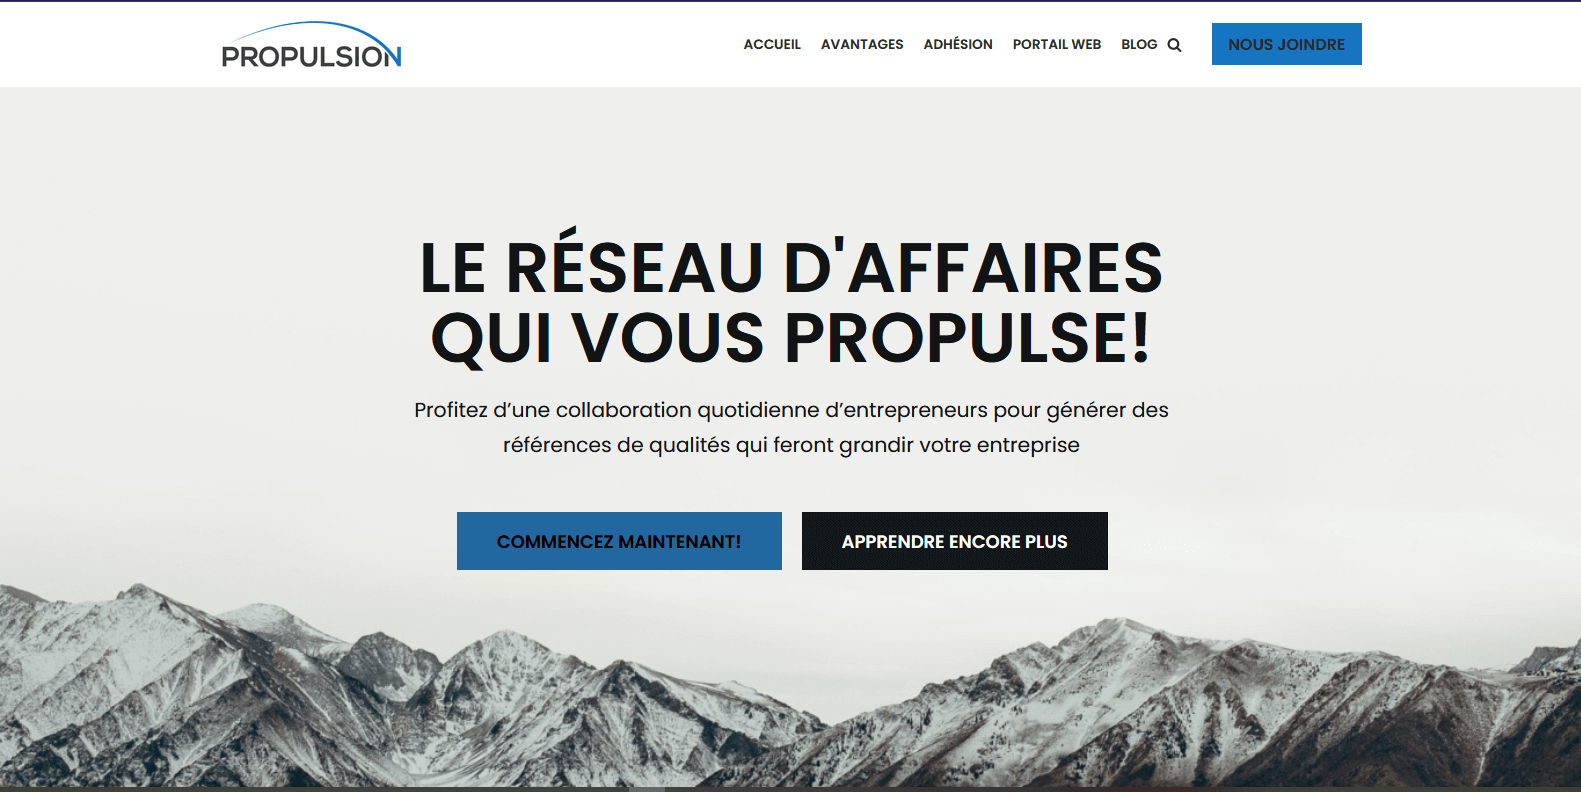 PROPULSION
ACCUEIL AVANTAGES ADHÉSION PORTAIL WEB BLOG NOUS JOINDRE
LE RÉSEAU D'AFFAIRES
QUI VOUS PROPULSE!
Profitez d’une collaboration quotidienne d’entrepreneurs pour générer des
références de qualités qui feront grandir votre entreprise
COMMENCEZ MAINTENANT! APPRENDRE ENCORE PLUS